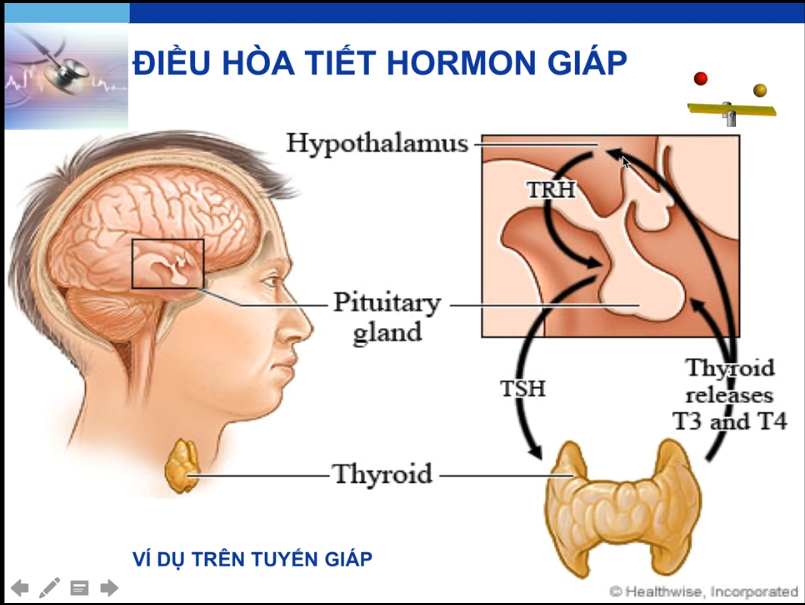 ĐIỀU HÒA TIẾT HORMON GIÁP
Hypothalamus
TRH
Pituitary
gland
TSH
Thyroid
releases
T3 and T4
Thyroid
VÍ DỤ TRÊN TUYẾN GIÁP
© Healthwise, Incorporated